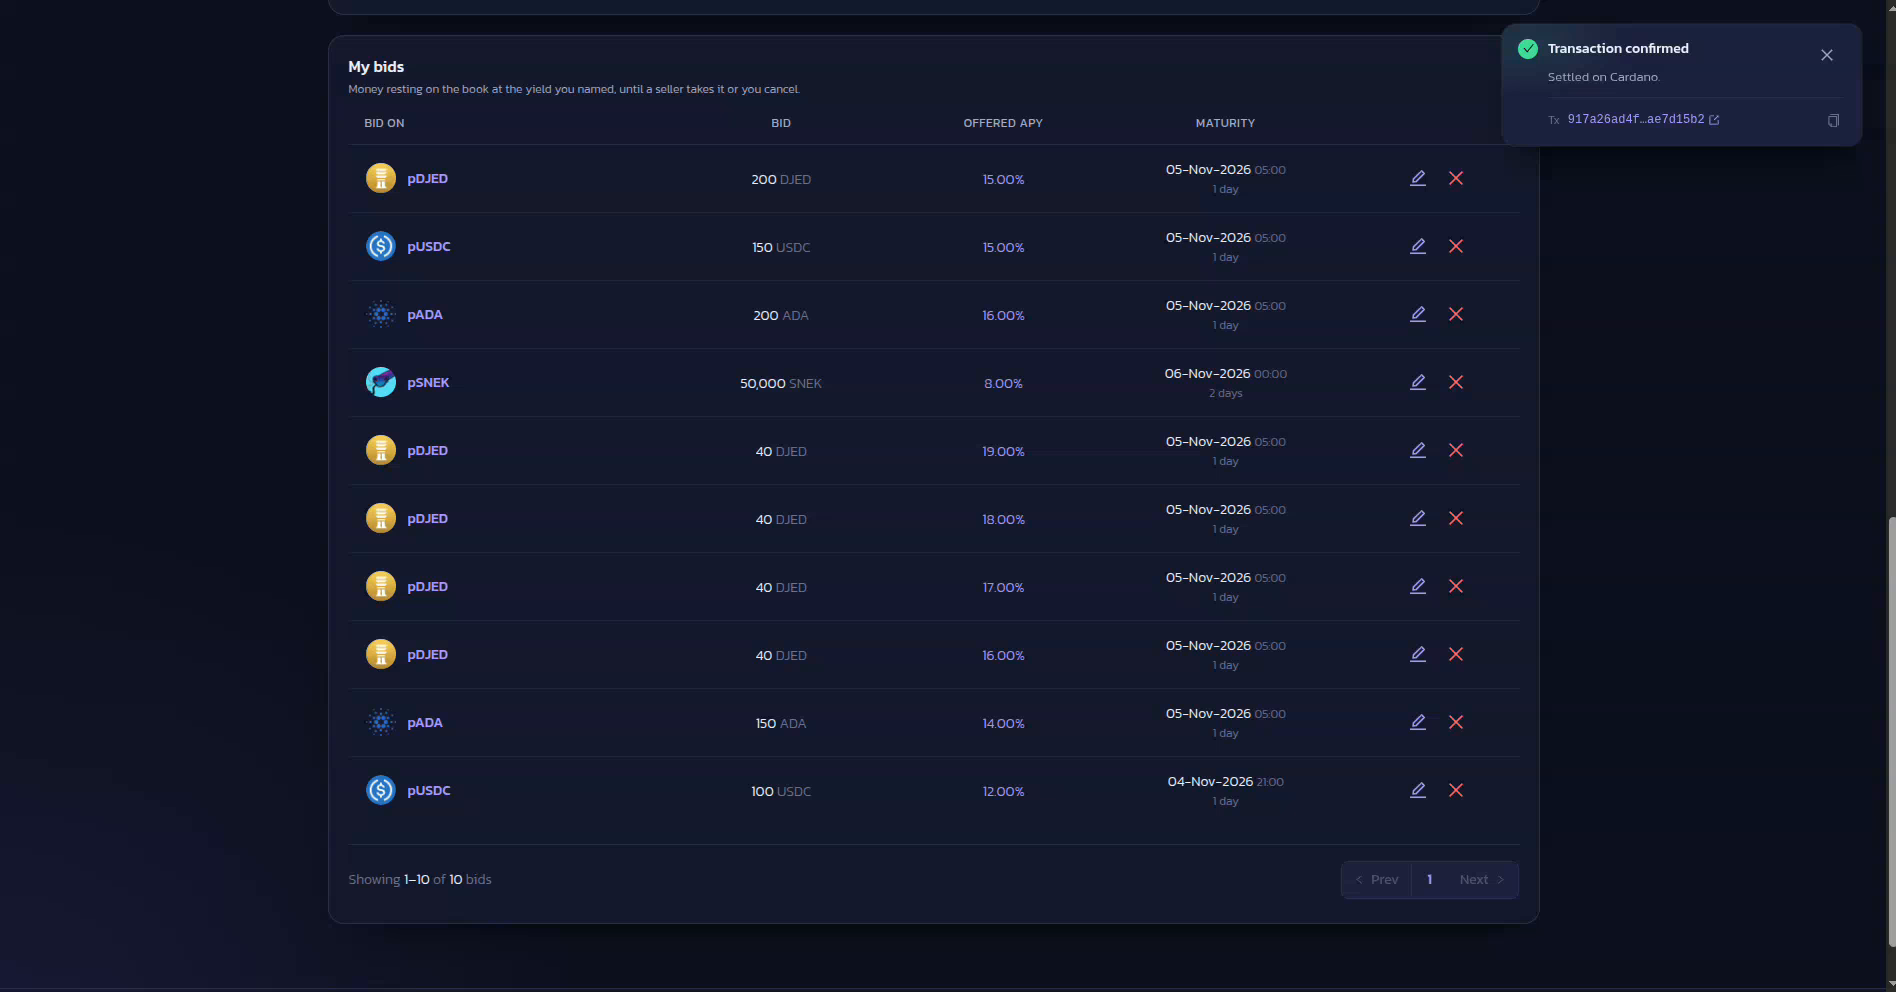 My bids
Money resting on the book at the yield you named, until a seller takes it or you cancel.
BID ON BID OFFERED APY MATURITY
pDJED 200 DJED 15.00% 05-Nov-2026 05:00
1 day
pUSDC 150 USDC 15.00% 05-Nov-2026 05:00
1 day
pADA 200 ADA 16.00% 05-Nov-2026 05:00
1 day
pSNEK 50,000 SNEK 8.00% 06-Nov-2026 00:00
2 days
pDJED 40 DJED 19.00% 05-Nov-2026 05:00
1 day
pDJED 40 DJED 18.00% 05-Nov-2026 05:00
1 day
pDJED 40 DJED 17.00% 05-Nov-2026 05:00
1 day
pDJED 40 DJED 16.00% 05-Nov-2026 05:00
1 day
pADA 150 ADA 14.00% 05-Nov-2026 05:00
1 day
pUSDC 100 USDC 12.00% 04-Nov-2026 21:00
1 day
Showing 1–10 of 10 bids
< Prev 1 Next >
Transaction confirmed
Settled on Cardano.
Tx 917a26ad4f…ae7d15b2